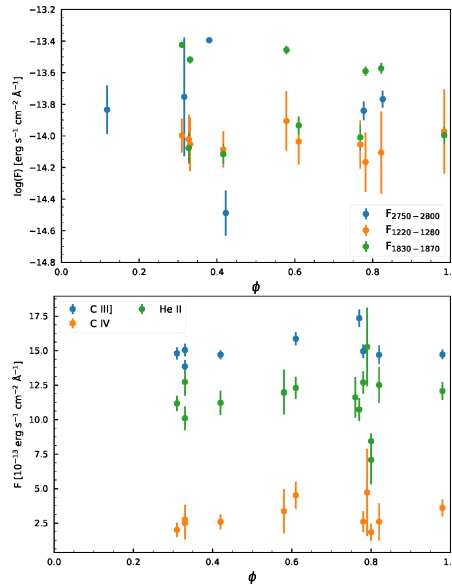 −13.2
−13.4
−13.6
−13.8
−14.0
−14.2
−14.4
−14.6
−14.8
log(F) [erg s⁻¹ cm⁻² Å⁻¹]
0.0 0.2 0.4 0.6 0.8 1.0
ϕ
F₂₇₅₀₋₂₈₀₀
F₁₂₂₀₋₁₂₈₀
F₁₈₃₀₋₁₈₇₀
17.5
15.0
12.5
10.0
7.5
5.0
2.5
F [10⁻¹³ erg s⁻¹ cm⁻² Å⁻¹]
C III]
C IV
He II
0.0 0.2 0.4 0.6 0.8 1.0
ϕ